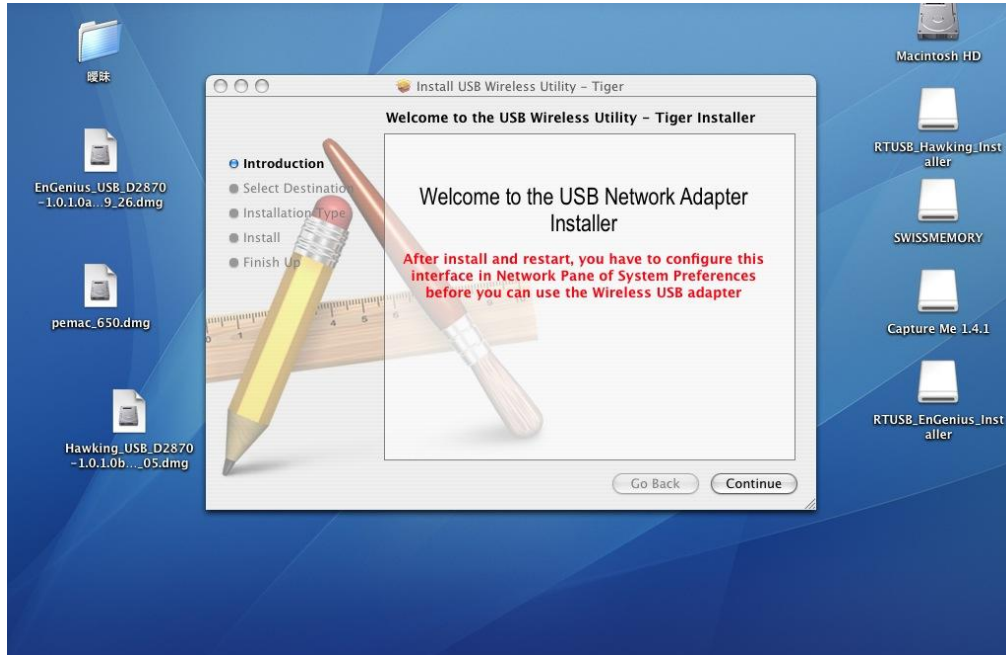 曖昧
EnGenius_USB_D2870
-1.0.1.0a...9_26.dmg
pemac_650.dmg
Hawking_USB_D2870
-1.0.1.0b..._05.dmg
Install USB Wireless Utility – Tiger
Welcome to the USB Wireless Utility – Tiger Installer
Introduction
Select Destination
Installation Type
Install
Finish Up
Welcome to the USB Network Adapter
Installer
After install and restart, you have to configure this
interface in Network Pane of System Preferences
before you can use the Wireless USB adapter
Go Back
Continue
Macintosh HD
RTUSB_Hawking_Inst
aller
SWISSMEMORY
Capture Me 1.4.1
RTUSB_EnGenius_Inst
aller